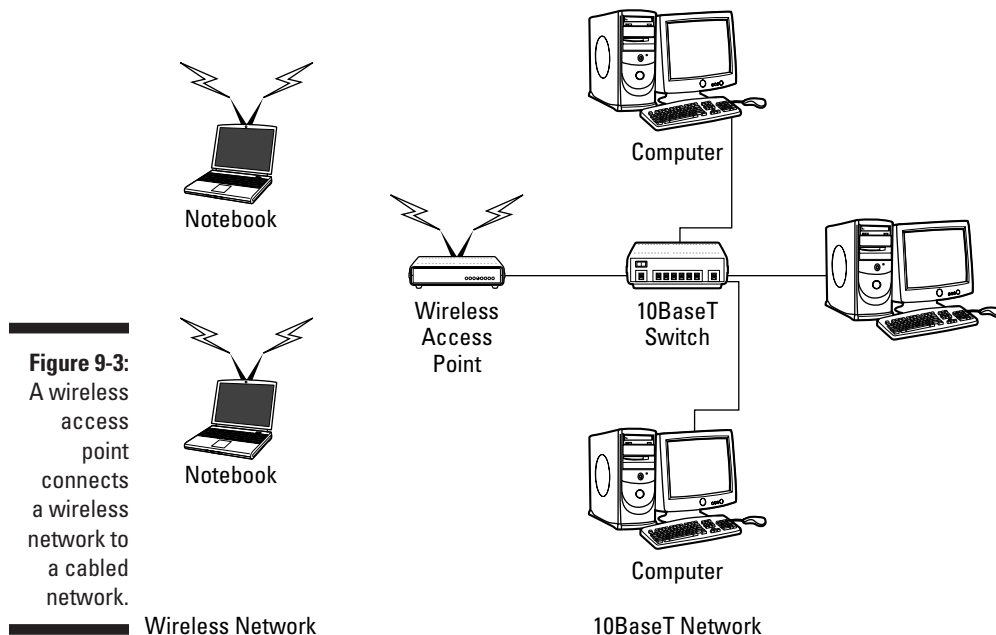 Computer
Notebook
Wireless
Access
Point
10BaseT
Switch
Figure 9-3:
A wireless
access
point
connects
a wireless
network to
a cabled
network.
Notebook
Computer
Wireless Network
10BaseT Network